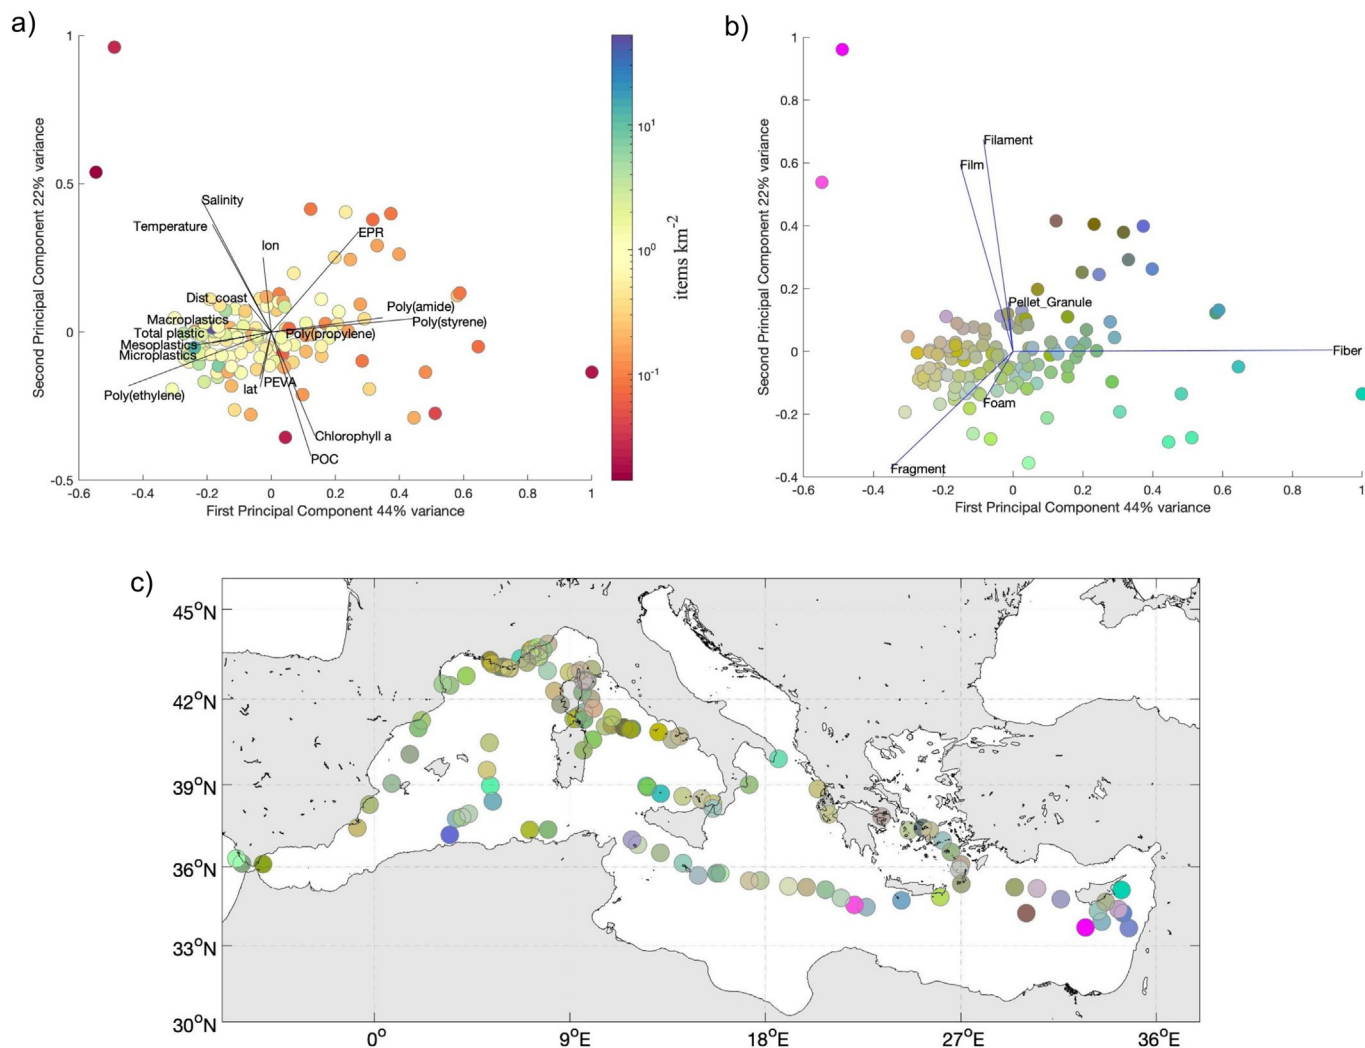 a)
1
0.5
0
-0.5
-0.6
-0.4
-0.2
0
0.2
0.4
0.6
0.8
1
Second Principal Component 22% variance
First Principal Component 44% variance
Salinity
Temperature
lon
EPR
Dist_coast
Poly(amide)
Macroplastics
Poly(styrene)
Total plastic
Poly(propylene)
Mesoplastics
Microplastics
PEVA
Poly(ethylene)
lat
Chlorophyll a
POC
10^1
10^0
10^-1
items km^-2
b)
1
0.8
0.6
0.4
0.2
0
-0.2
-0.4
-0.6
-0.4
-0.2
0
0.2
0.4
0.6
0.8
1
Second Principal Component 22% variance
First Principal Component 44% variance
Filament
Film
Pellet_Granule
Fiber
Foam
Fragment
c)
45°N
42°N
39°N
36°N
33°N
30°N
0°
9°E
18°E
27°E
36°E